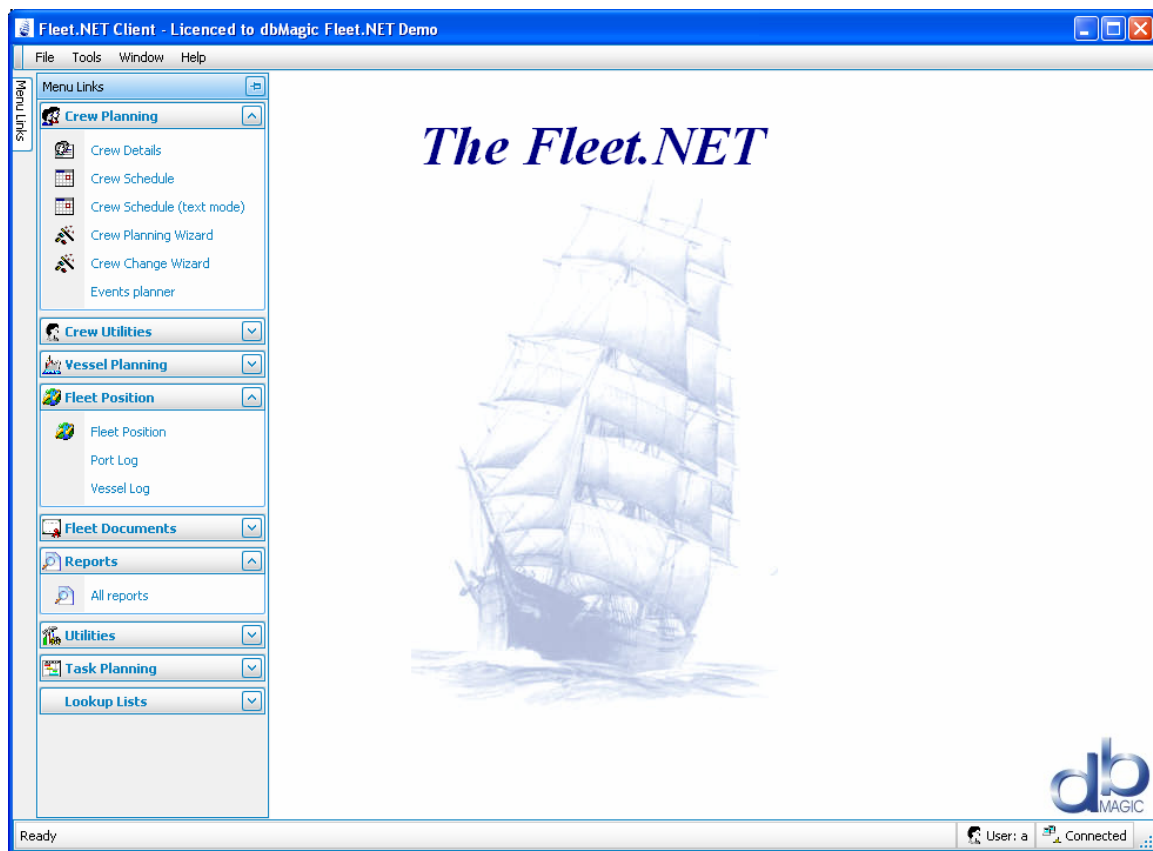 Fleet.NET Client - Licenced to dbMagic Fleet.NET Demo
File Tools Window Help
Menu Links
Menu Links
Crew Planning
Crew Details
Crew Schedule
Crew Schedule (text mode)
Crew Planning Wizard
Crew Change Wizard
Events planner
Crew Utilities
Vessel Planning
Fleet Position
Fleet Position
Port Log
Vessel Log
Fleet Documents
Reports
All reports
Utilities
Task Planning
Lookup Lists
The Fleet.NET
db
MAGIC
Ready User: a Connected